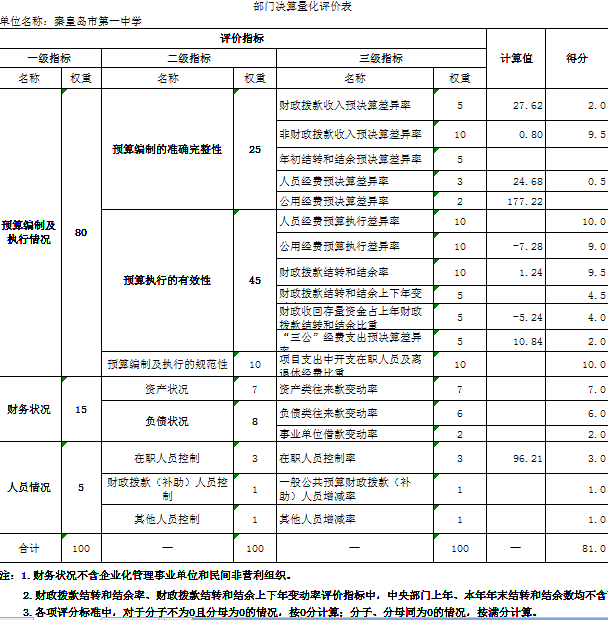 部门决算量化评价表
单位名称：秦皇岛市第一中学
评价指标 计算值 得分
一级指标 二级指标 三级指标
名称 权重 名称 权重 名称 权重
预算编制及执行情况 80 预算编制的准确完整性 25 财政拨款收入预决算差异率 5 27.62 2.0
非财政拨款收入预决算差异率 10 0.80 9.5
年初结转和结余预决算差异率 5
人员经费预决算差异率 3 24.68 0.5
公用经费预决算差异率 2 177.22
预算执行的有效性 45 人员经费预算执行差异率 10 10.0
公用经费预算执行差异率 10 -7.28 9.0
财政拨款结转和结余率 10 1.24 9.5
财政拨款结转和结余上下年变 5 4.5
财政收回存量资金占上年财政拨款结转和结余比重 5 -5.24 4.0
“三公”经费支出预决算差异率 5 10.84 2.0
预算编制及执行的规范性 10 项目支出中开支在职人员及离退休经费比重 10 10.0
财务状况 15 资产状况 7 资产类往来款变动率 7 7.0
负债状况 8 负债类往来款变动率 6 6.0
事业单位借款变动率 2 2.0
人员情况 5 在职人员控制 3 在职人员控制率 3 96.21 3.0
财政拨款（补助）人员控制 1 一般公共预算财政拨款（补助）人员增减率 1 1.0
其他人员控制 1 其他人员增减率 1 1.0
合计 100 — 100 — 100 — 81.0
注：1.财务状况不含企业化管理事业单位和民间非营利组织。
2.财政拨款结转和结余率、财政拨款结转和结余上下年变动率评价指标中，中央部门上年、本年年末结转和结余数均不含
3.各项评分标准中，对于分子不为0且分母为0的情况，按0分计算；分子、分母同为0的情况，按满分计算。